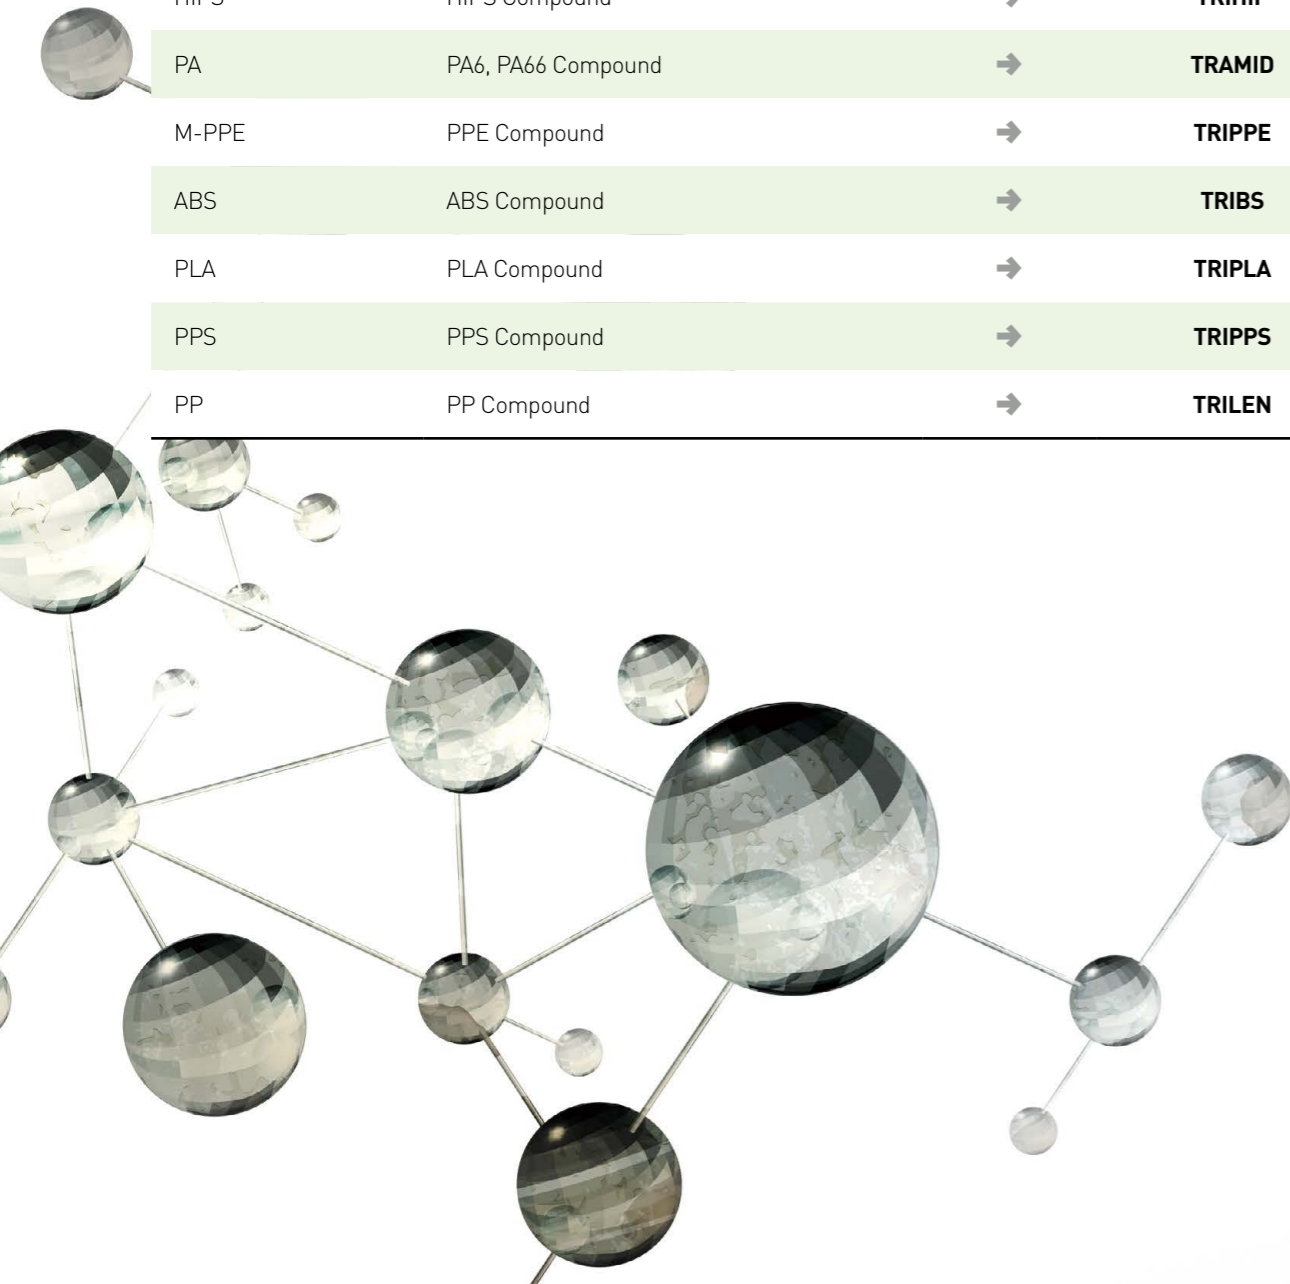 PA PA6, PA66 Compound ➔ TRAMID
M-PPE PPE Compound ➔ TRIPPE
ABS ABS Compound ➔ TRIBS
PLA PLA Compound ➔ TRIPLA
PPS PPS Compound ➔ TRIPPS
PP PP Compound ➔ TRILEN